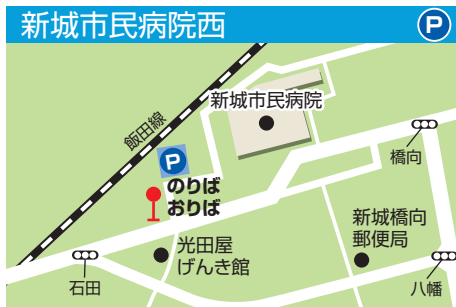 新城市民病院西
P
新城市民病院
飯田線
橋向
P
のりば
おりば
新城橋向
郵便局
光田屋
げんき館
石田
八幡